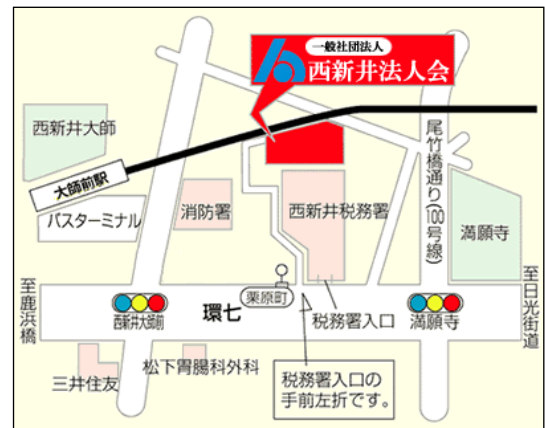 一般社団法人
西新井法人会
西新井大師
大師前駅
バスターミナル
消防署
西新井税務署
尾竹橋通り(100号線)
満願寺
至鹿浜橋
西新井大師前
環七
栗原町
税務署入口
満願寺
至日光街道
三井住友
松下胃腸科外科
税務署入口の
手前左折です。